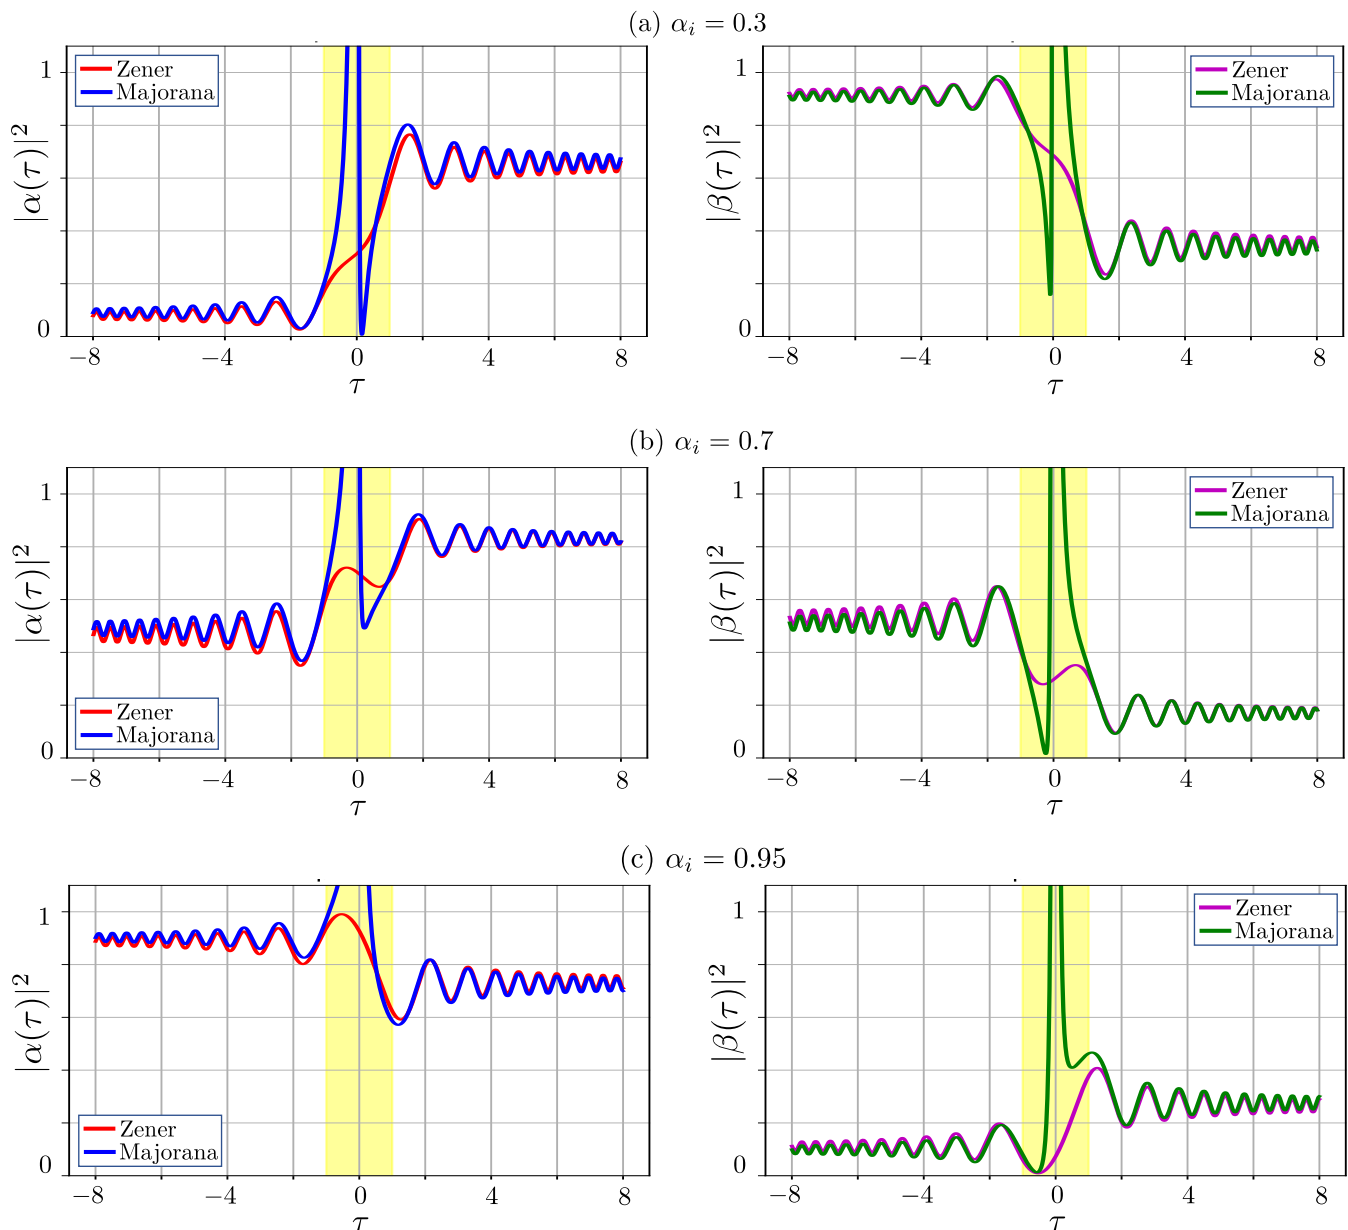 (a) αᵢ = 0.3
1
0
|α(τ)|²
Zener
Majorana
−8 −4 0 4 8
τ
1
0
|β(τ)|²
Zener
Majorana
−8 −4 0 4 8
τ
(b) αᵢ = 0.7
1
0
|α(τ)|²
Zener
Majorana
−8 −4 0 4 8
τ
1
0
|β(τ)|²
Zener
Majorana
−8 −4 0 4 8
τ
(c) αᵢ = 0.95
1
0
|α(τ)|²
Zener
Majorana
−8 −4 0 4 8
τ
1
0
|β(τ)|²
Zener
Majorana
−8 −4 0 4 8
τ